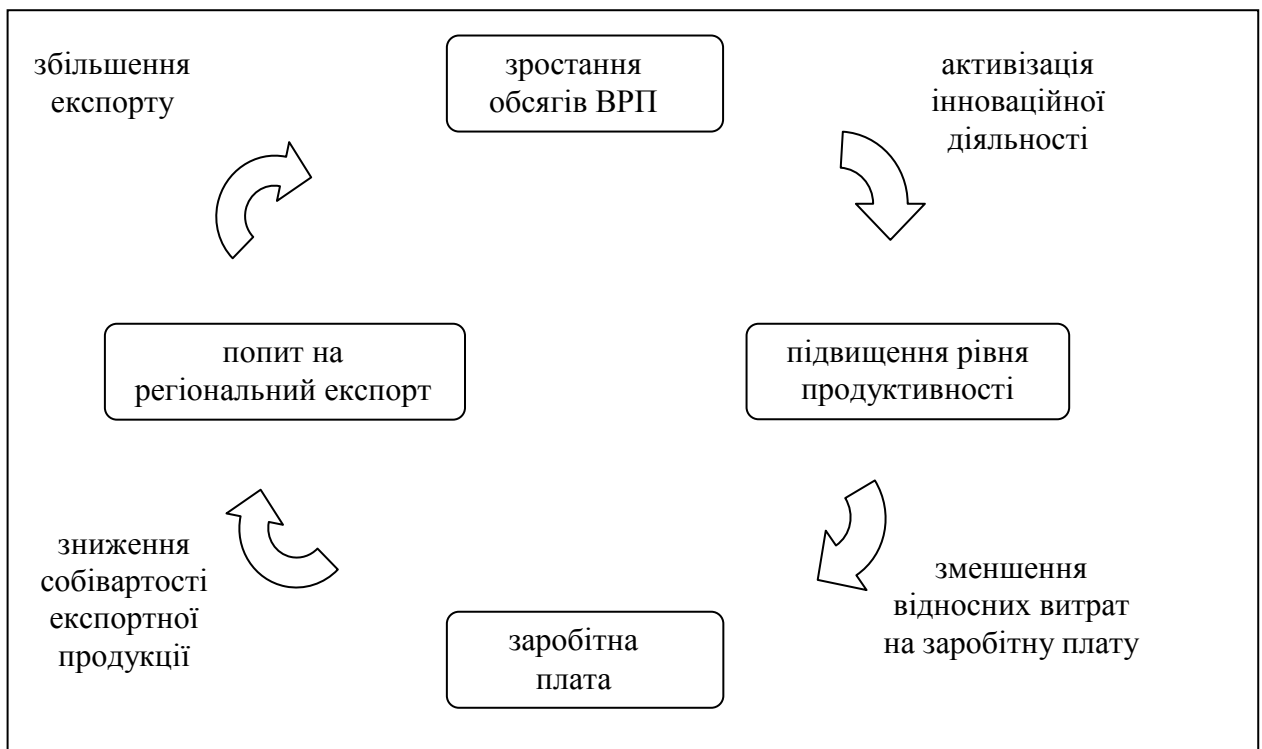 збільшення
експорту
зростання
обсягів ВРП
активізація
інноваційної
діяльності
попит на
регіональний експорт
підвищення рівня
продуктивності
зниження
собівартості
експортної
продукції
заробітна
плата
зменшення
відносних витрат
на заробітну плату